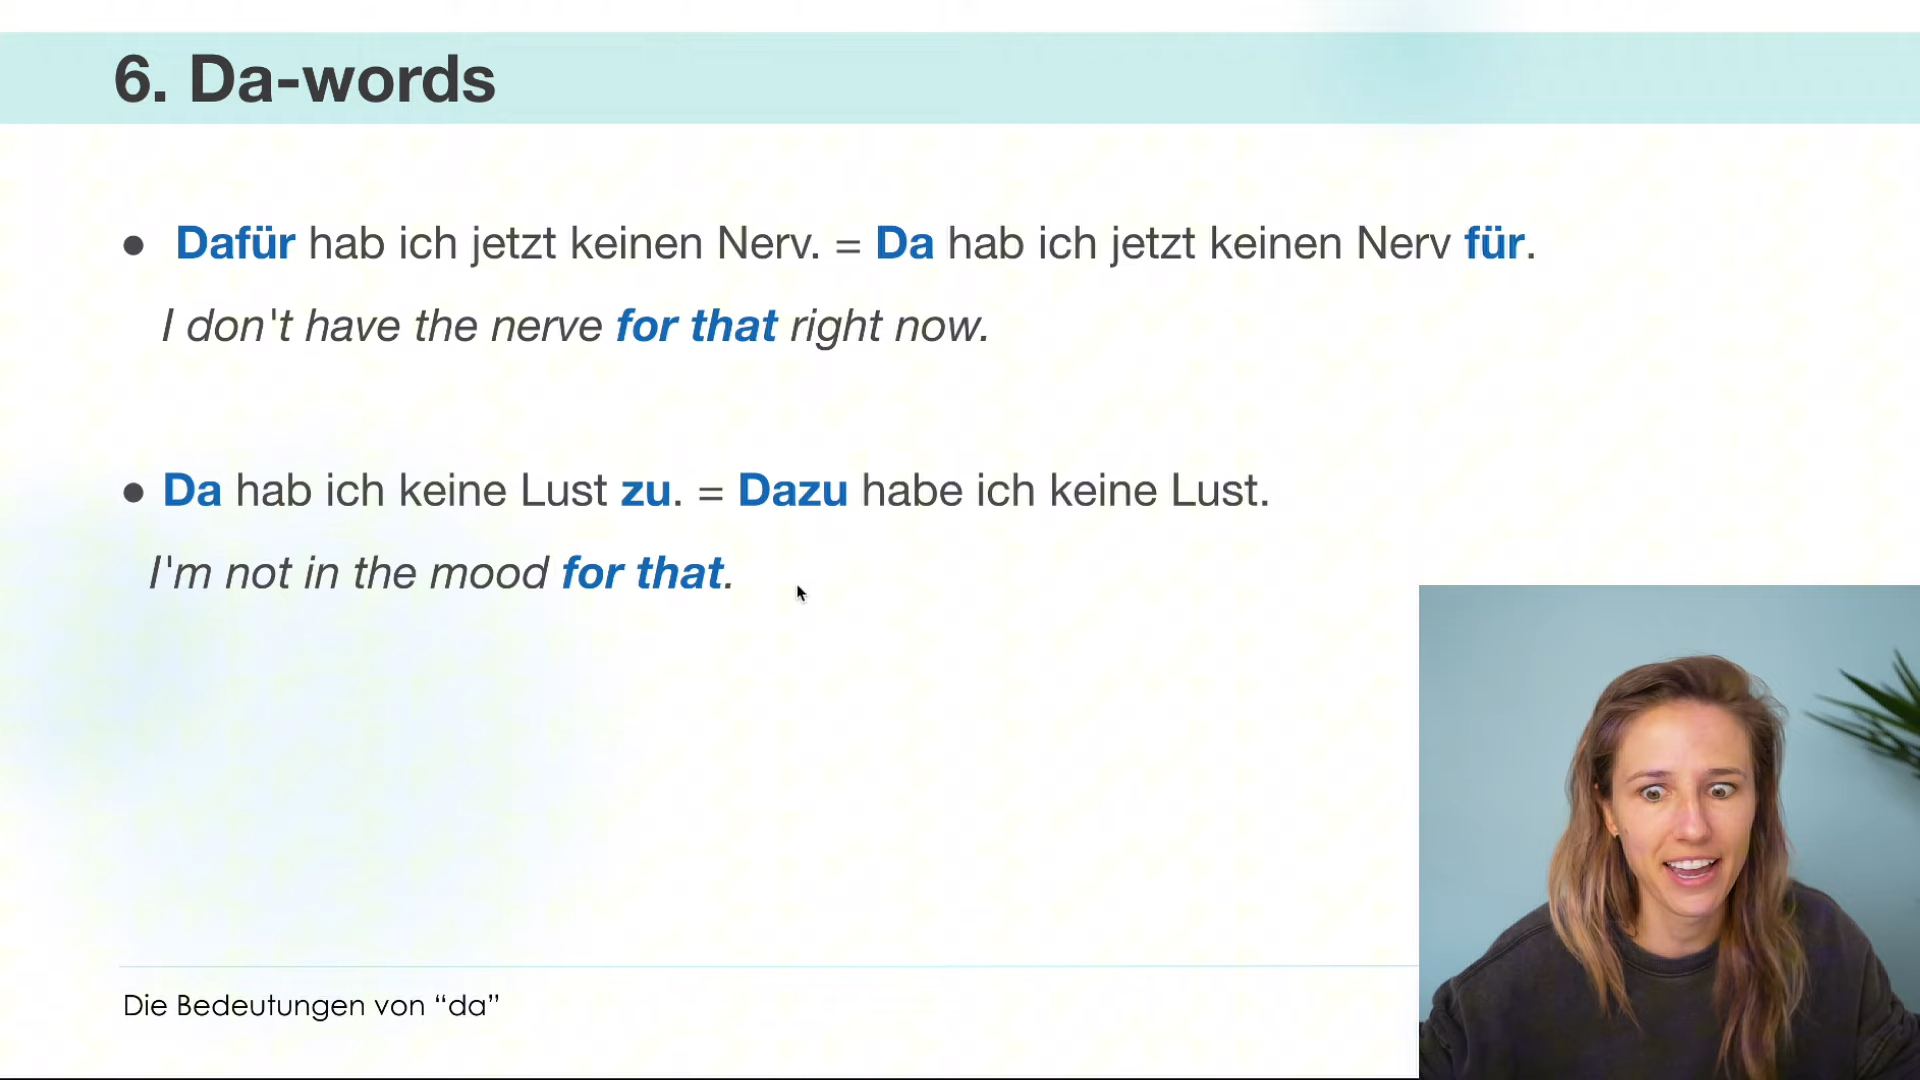 6. Da-words
● Dafür hab ich jetzt keinen Nerv. = Da hab ich jetzt keinen Nerv für.
I don't have the nerve for that right now.
● Da hab ich keine Lust zu. = Dazu habe ich keine Lust.
I'm not in the mood for that.
Die Bedeutungen von “da”